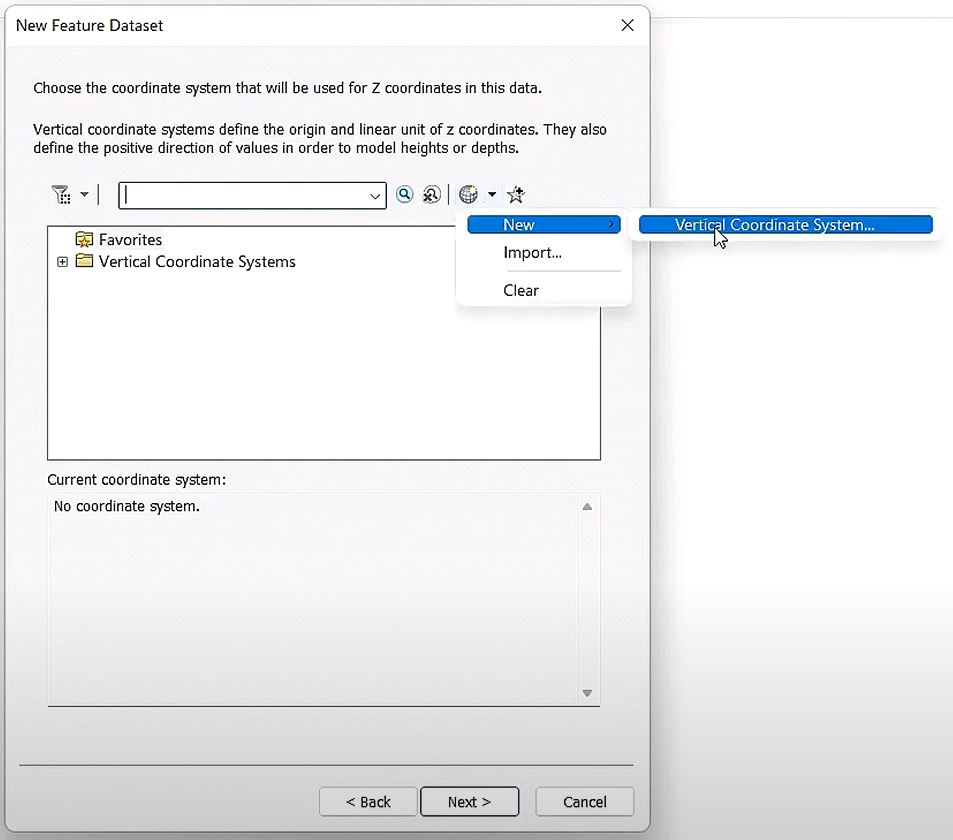 New Feature Dataset
Choose the coordinate system that will be used for Z coordinates in this data.
Vertical coordinate systems define the origin and linear unit of z coordinates. They also
define the positive direction of values in order to model heights or depths.
New
Vertical Coordinate System...
Favorites
Import...
Vertical Coordinate Systems
Clear
Current coordinate system:
No coordinate system.
< Back
Next >
Cancel